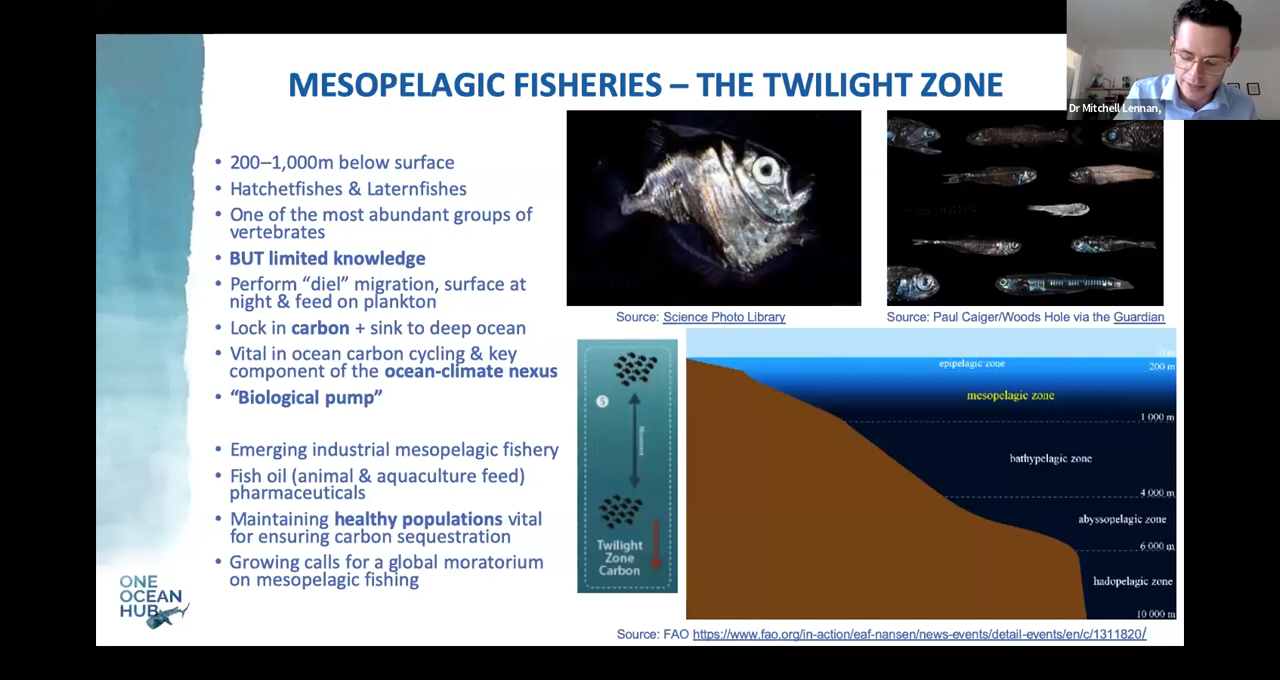 Dr Mitchell Lennan,
MESOPELAGIC FISHERIES – THE TWILIGHT ZONE
• 200–1,000m below surface
• Hatchetfishes & Laternfishes
• One of the most abundant groups of
vertebrates
• BUT limited knowledge
• Perform “diel” migration, surface at
night & feed on plankton
• Lock in carbon + sink to deep ocean
• Vital in ocean carbon cycling & key
component of the ocean-climate nexus
• “Biological pump”
• Emerging industrial mesopelagic fishery
• Fish oil (animal & aquaculture feed)
pharmaceuticals
• Maintaining healthy populations vital
for ensuring carbon sequestration
• Growing calls for a global moratorium
on mesopelagic fishing
Source: Science Photo Library
Source: Paul Caiger/Woods Hole via the Guardian
5
Movement
Twilight
Zone
Carbon
0 m
epipelagic zone
200 m
mesopelagic zone
1 000 m
bathypelagic zone
4 000 m
abyssopelagic zone
6 000 m
hadopelagic zone
10 000 m
ONE
OCEAN
HUB
Source: FAO https://www.fao.org/in-action/eaf-nansen/news-events/detail-events/en/c/1311820/